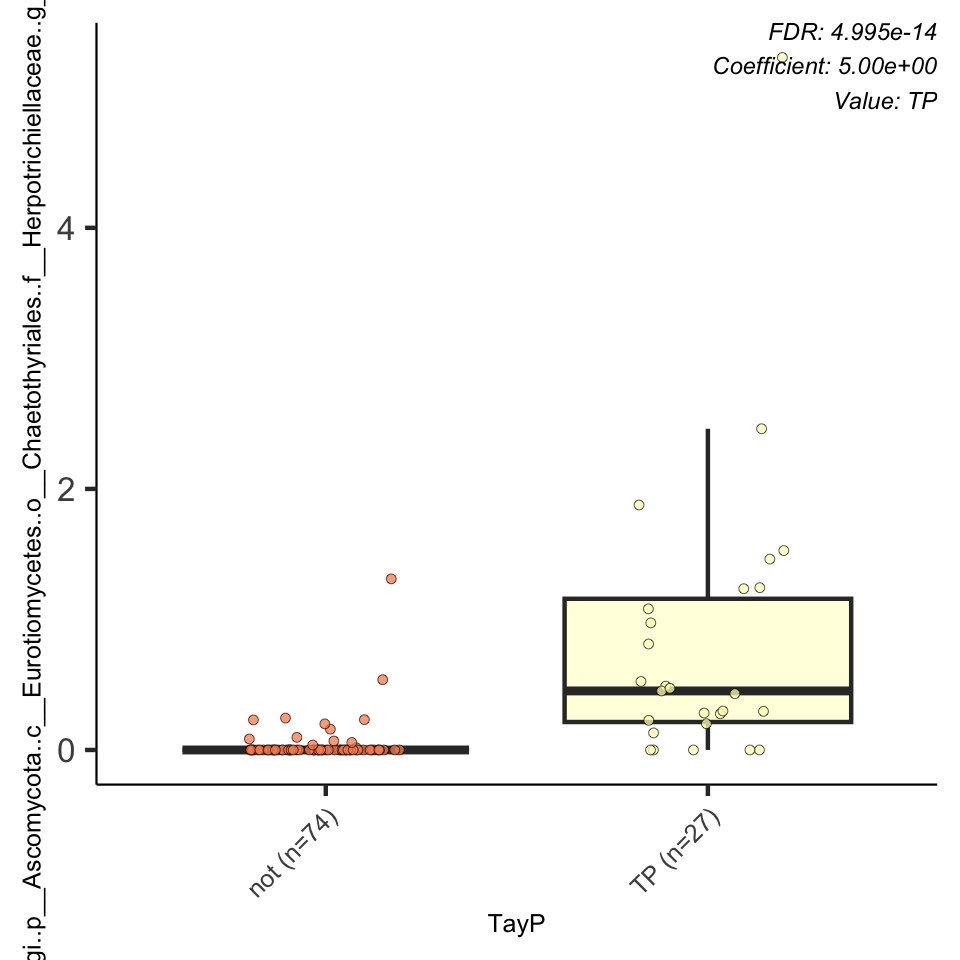 FDR: 4.995e-14
Coefficient: 5.00e+00
Value: TP
gi..p__Ascomycota..c__Eurotiomycetes..o__Chaetothyriales..f__Herpotrichiellaceae..g_
4
2
0
not (n=74)
TP (n=27)
TayP